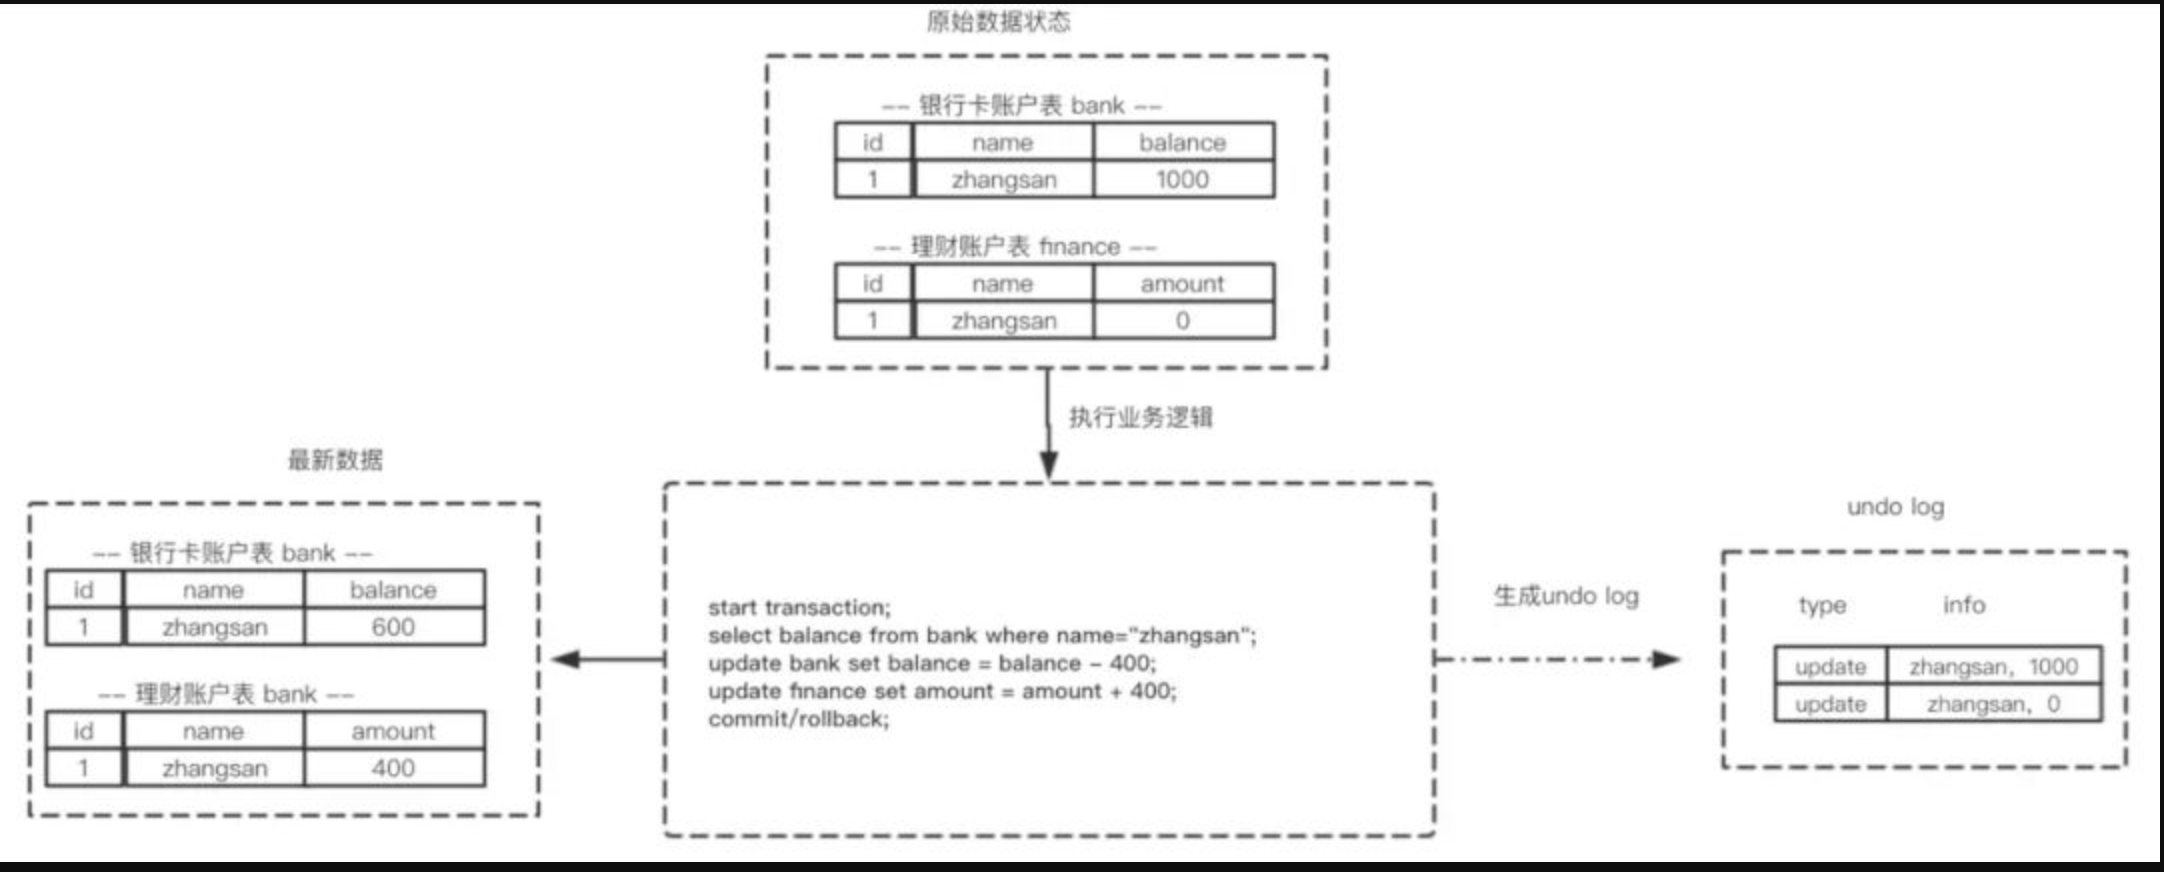 原始数据状态
-- 银行卡账户表 bank --
id name balance
1 zhangsan 1000
-- 理财账户表 finance --
id name amount
1 zhangsan 0
执行业务逻辑
最新数据
-- 银行卡账户表 bank --
id name balance
1 zhangsan 600
-- 理财账户表 bank --
id name amount
1 zhangsan 400
start transaction;
select balance from bank where name="zhangsan";
update bank set balance = balance - 400;
update finance set amount = amount + 400;
commit/rollback;
生成undo log
undo log
type info
update zhangsan, 1000
update zhangsan, 0